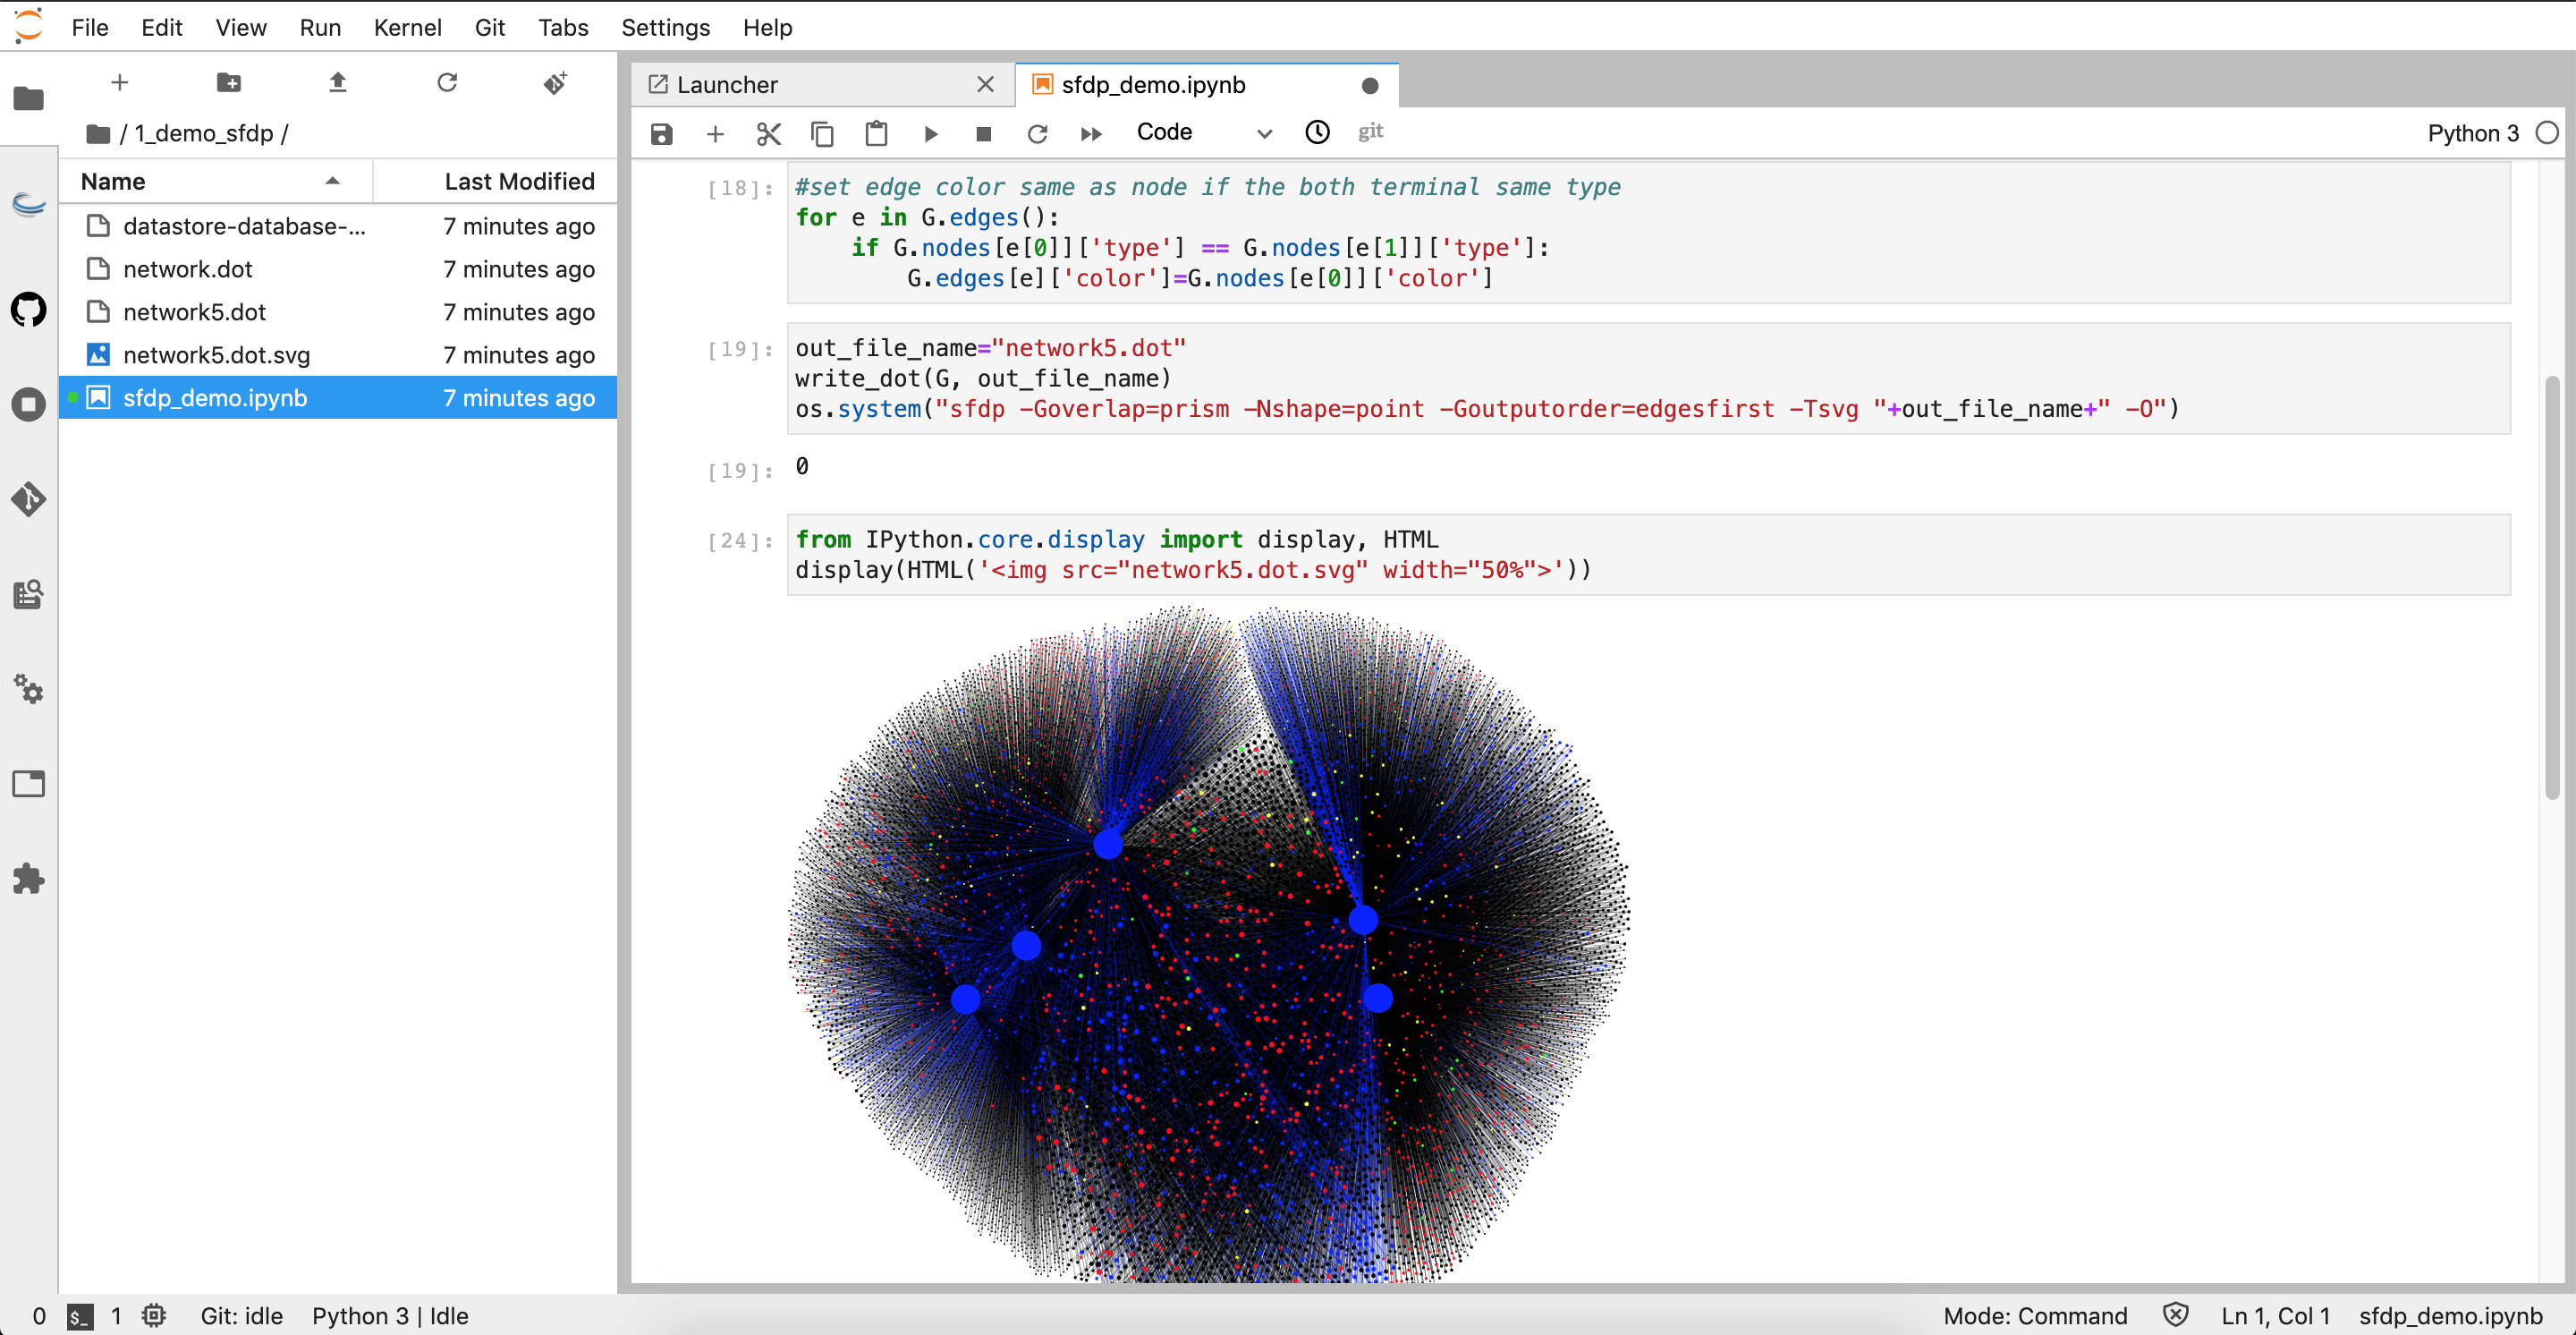 File Edit View Run Kernel Git Tabs Settings Help
/ 1_demo_sfdp /
Name Last Modified
datastore-database-... 7 minutes ago
network.dot 7 minutes ago
network5.dot 7 minutes ago
network5.dot.svg 7 minutes ago
sfdp_demo.ipynb 7 minutes ago
Launcher
sfdp_demo.ipynb
Code
git
Python 3
[18]:
#set edge color same as node if the both terminal same type
for e in G.edges():
    if G.nodes[e[0]]['type'] == G.nodes[e[1]]['type']:
        G.edges[e]['color']=G.nodes[e[0]]['color']
[19]:
out_file_name="network5.dot"
write_dot(G, out_file_name)
os.system("sfdp -Goverlap=prism -Nshape=point -Goutputorder=edgesfirst -Tsvg "+out_file_name+" -O")
[19]: 0
[24]:
from IPython.core.display import display, HTML
display(HTML('<img src="network5.dot.svg" width="50%">'))
0 $_ 1 Git: idle Python 3 | Idle Mode: Command Ln 1, Col 1 sfdp_demo.ipynb